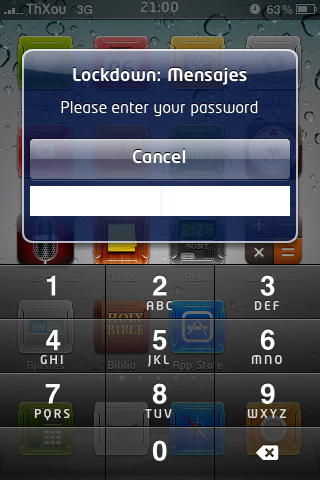 ThXou 3G 21:00 63%
Lockdown: Mensajes
Please enter your password
Cancel
SONY
1 2 ABC 3 DEF
HOLY BIBLE
Ajustes Biblia App Store
4 GHI 5 JKL 6 MNO
7 PQRS 8 TUV 9 WXYZ
0